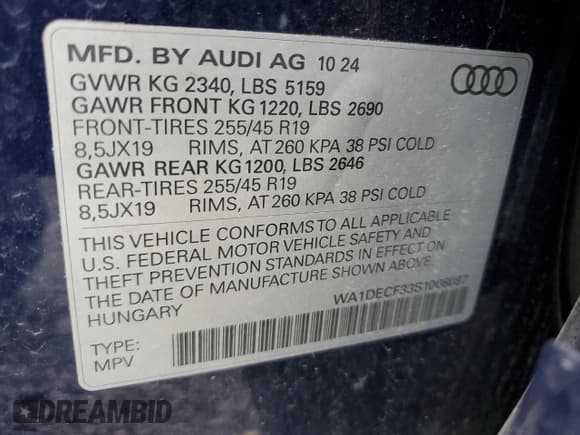 MFD. BY AUDI AG 10 24
GVWR KG 2340, LBS 5159
GAWR FRONT KG 1220, LBS 2690
FRONT-TIRES 255/45 R19
8,5JX19 RIMS, AT 260 KPA 38 PSI COLD
GAWR REAR KG 1200, LBS 2646
REAR-TIRES 255/45 R19
8,5JX19 RIMS, AT 260 KPA 38 PSI COLD
THIS VEHICLE CONFORMS TO ALL APPLICABLE
U.S. FEDERAL MOTOR VEHICLE SAFETY AND
THEFT PREVENTION STANDARDS IN EFFECT ON
THE DATE OF MANUFACTURE SHOWN ABOVE.
HUNGARY
TYPE:
MPV
DREAMBID